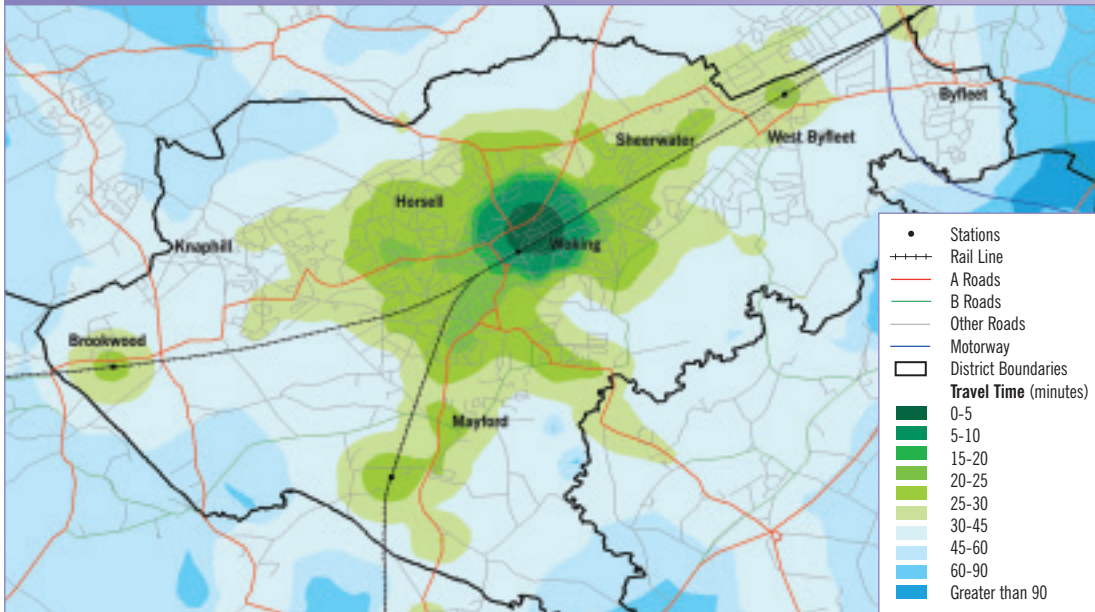 Byfleet
Sheerwater
West Byfleet
Horsell
Knaphill
Woking
Brookwood
Mayford
Stations
Rail Line
A Roads
B Roads
Other Roads
Motorway
District Boundaries
Travel Time (minutes)
0-5
5-10
15-20
20-25
25-30
30-45
45-60
60-90
Greater than 90